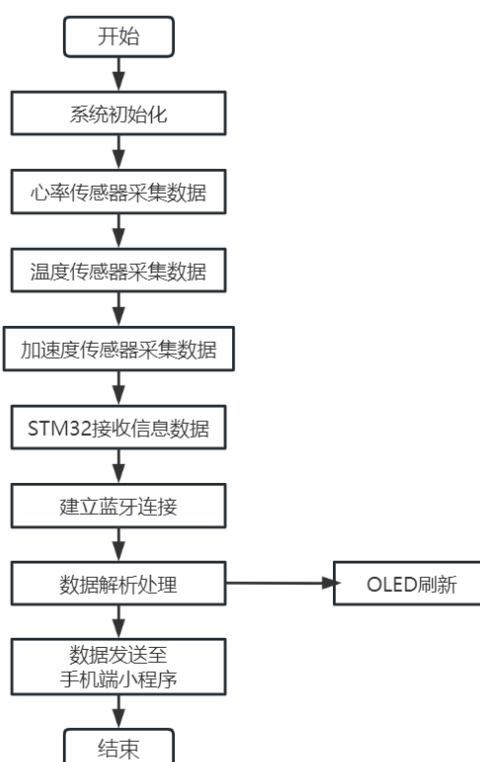 开始
系统初始化
心率传感器采集数据
温度传感器采集数据
加速度传感器采集数据
STM32接收信息数据
建立蓝牙连接
数据解析处理
OLED刷新
数据发送至
手机端小程序
结束